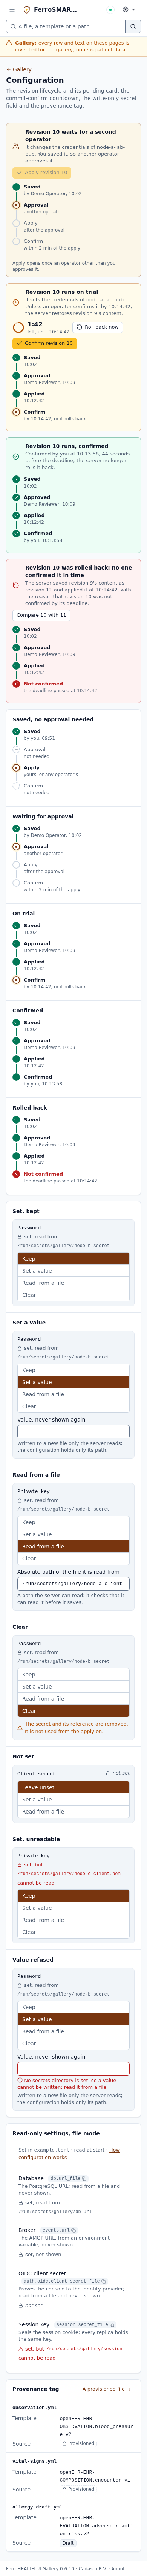 FerroSMAR…
A file, a template or a path
Gallery: every row and text on these pages is
invented for the gallery; none is patient data.
← Gallery
Configuration
The revision lifecycle and its pending card, the
commit-confirm countdown, the write-only secret
field and the provenance tag.
Revision 10 waits for a second
operator
It changes the credentials of node-a-lab-
pub. You saved it, so another operator
approves it.
Apply revision 10
Saved
by Demo Operator, 10:02
Approval
another operator
Apply
after the approval
Confirm
within 2 min of the apply
Apply opens once an operator other than you
approves it.
Revision 10 runs on trial
It sets the credentials of node-a-lab-pub.
Unless an operator confirms it by 10:14:42,
the server restores revision 9's content.
1:42
left, until 10:14:42
Roll back now
Confirm revision 10
Saved
10:02
Approved
Demo Reviewer, 10:09
Applied
10:12:42
Confirm
by 10:14:42, or it rolls back
Revision 10 runs, confirmed
Confirmed by you at 10:13:58, 44 seconds
before the deadline; the server no longer
rolls it back.
Saved
10:02
Approved
Demo Reviewer, 10:09
Applied
10:12:42
Confirmed
by you, 10:13:58
Revision 10 was rolled back: no one
confirmed it in time
The server saved revision 9's content as
revision 11 and applied it at 10:14:42, with
the reason that revision 10 was not
confirmed by its deadline.
Compare 10 with 11
Saved
10:02
Approved
Demo Reviewer, 10:09
Applied
10:12:42
Not confirmed
the deadline passed at 10:14:42
Saved, no approval needed
Saved
by you, 09:51
Approval
not needed
Apply
yours, or any operator's
Confirm
not needed
Waiting for approval
Saved
by Demo Operator, 10:02
Approval
another operator
Apply
after the approval
Confirm
within 2 min of the apply
On trial
Saved
10:02
Approved
Demo Reviewer, 10:09
Applied
10:12:42
Confirm
by 10:14:42, or it rolls back
Confirmed
Saved
10:02
Approved
Demo Reviewer, 10:09
Applied
10:12:42
Confirmed
by you, 10:13:58
Rolled back
Saved
10:02
Approved
Demo Reviewer, 10:09
Applied
10:12:42
Not confirmed
the deadline passed at 10:14:42
Set, kept
Password
set, read from
/run/secrets/gallery/node-b.secret
Keep
Set a value
Read from a file
Clear
Set a value
Password
set, read from
/run/secrets/gallery/node-b.secret
Keep
Set a value
Read from a file
Clear
Value, never shown again
Written to a new file only the server reads;
the configuration holds only its path.
Read from a file
Private key
set, read from
/run/secrets/gallery/node-b.secret
Keep
Set a value
Read from a file
Clear
Absolute path of the file it is read from
/run/secrets/gallery/node-a-client-
A path the server can read; it checks that it
can read it before it saves.
Clear
Password
set, read from
/run/secrets/gallery/node-b.secret
Keep
Set a value
Read from a file
Clear
The secret and its reference are removed.
It is not used from the apply on.
Not set
Client secret
not set
Leave unset
Set a value
Read from a file
Set, unreadable
Private key
set, but
/run/secrets/gallery/node-c-client.pem
cannot be read
Keep
Set a value
Read from a file
Clear
Value refused
Password
set, read from
/run/secrets/gallery/node-b.secret
Keep
Set a value
Read from a file
Clear
Value, never shown again
No secrets directory is set, so a value
cannot be written: read it from a file.
Written to a new file only the server reads;
the configuration holds only its path.
Read-only settings, file mode
Set in example.toml · read at start · How
configuration works
Database db.url_file
The PostgreSQL URL, read from a file and
never shown.
set, read from
/run/secrets/gallery/db-url
Broker events.url
The AMQP URL, from an environment
variable; never shown.
set, not shown
OIDC client secret
auth.oidc.client_secret_file
Proves the console to the identity provider;
read from a file and never shown.
not set
Session key session.secret_file
Seals the session cookie; every replica holds
the same key.
set, but /run/secrets/gallery/session
cannot be read
Provenance tag
A provisioned file →
observation.yml
Template
openEHR-EHR-
OBSERVATION.blood_pressur
e.v2
Source
Provisioned
vital-signs.yml
Template
openEHR-EHR-
COMPOSITION.encounter.v1
Source
Provisioned
allergy-draft.yml
Template
openEHR-EHR-
EVALUATION.adverse_reacti
on_risk.v2
Source
Draft
FerroHEALTH UI Gallery 0.6.10 · Cadasto B.V. · About